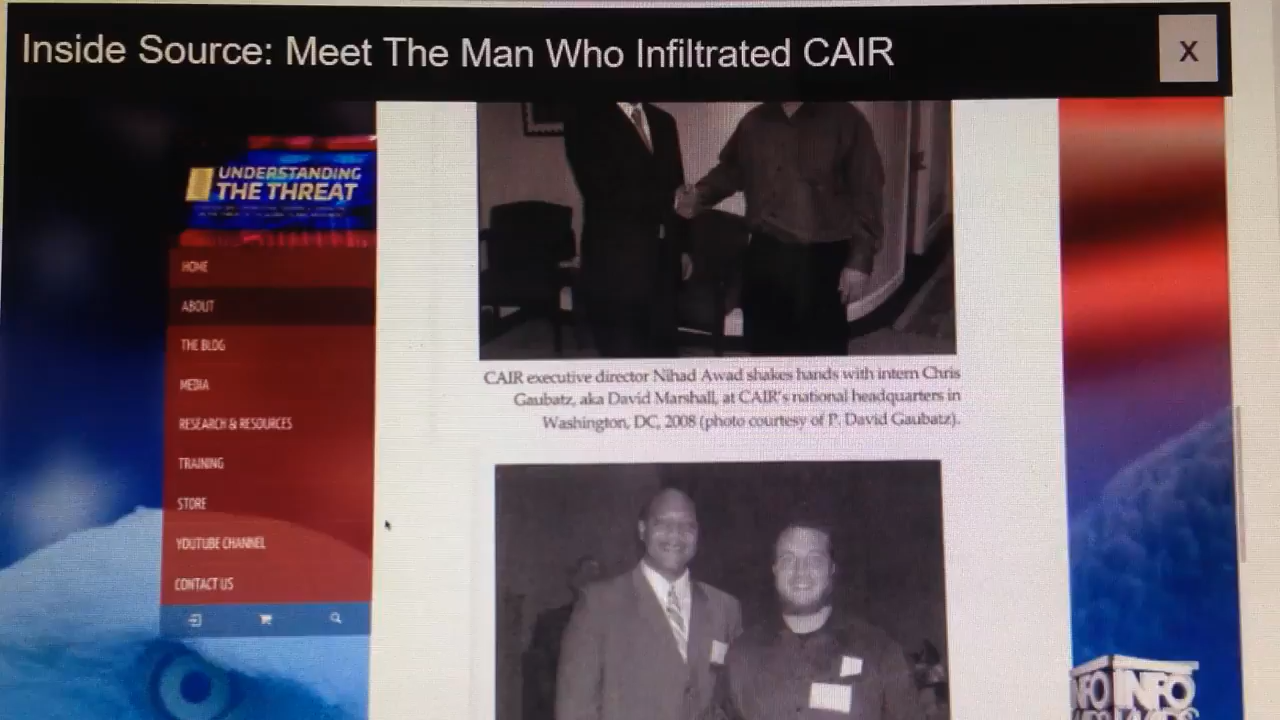 Inside Source: Meet The Man Who Infiltrated CAIR
X
UNDERSTANDING
THE THREAT
HOME
ABOUT
THE BLOG
MEDIA
RESEARCH & RESOURCES
TRAINING
STORE
YOUTUBE CHANNEL
CONTACT US
CAIR executive director Nihad Awad shakes hands with intern Chris
Gaubatz, aka David Marshall, at CAIR's national headquarters in
Washington, DC, 2008 (photo courtesy of P. David Gaubatz).
INFO